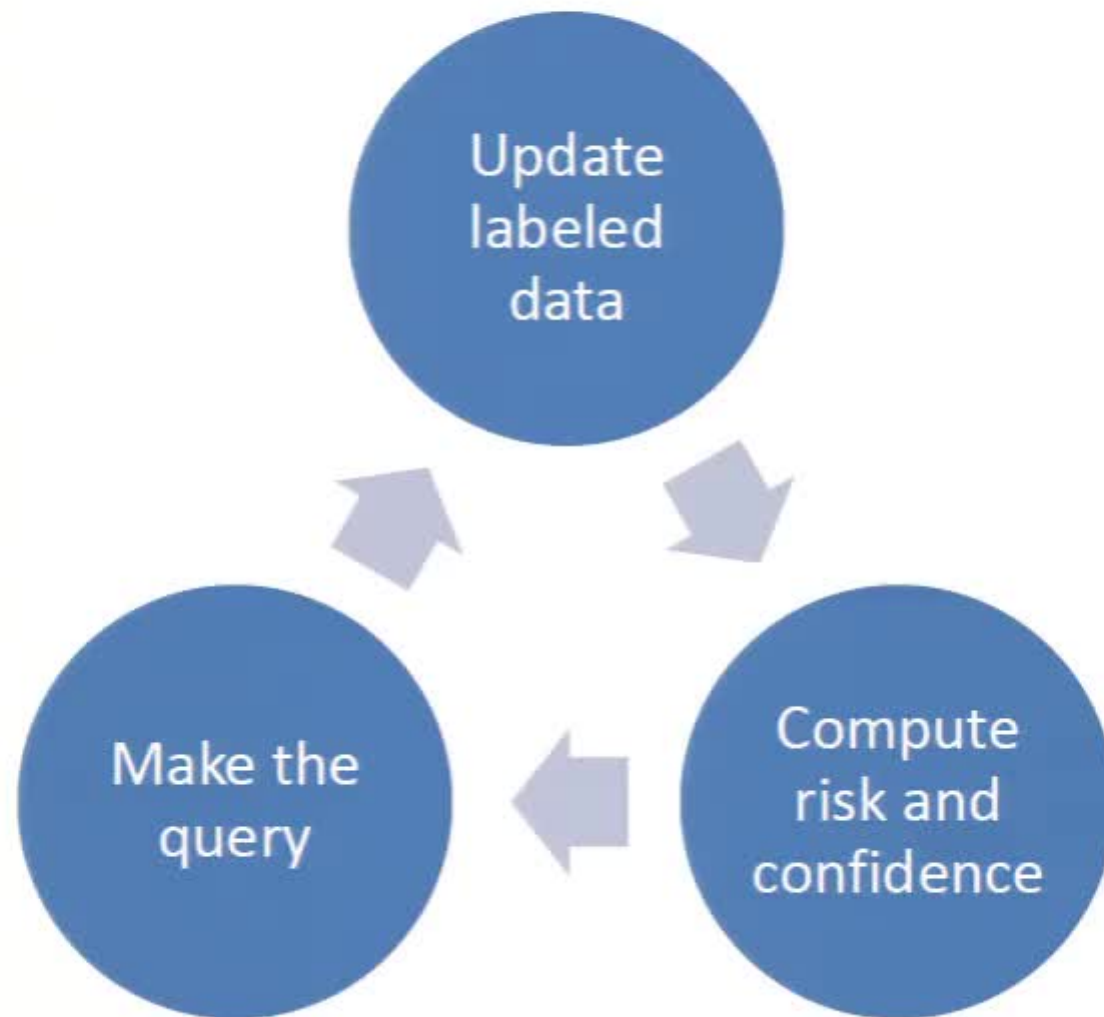 Update
labeled
data
Compute
risk and
confidence
Make the
query